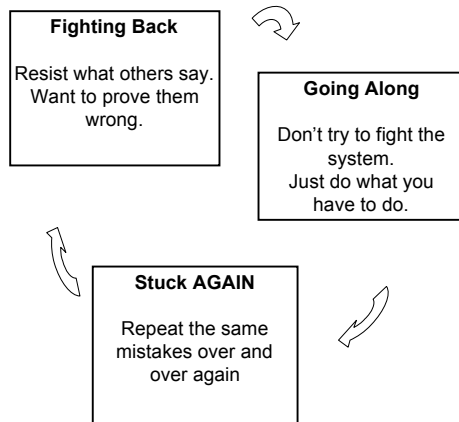 Fighting Back
Resist what others say.
Want to prove them
wrong.
Going Along
Don’t try to fight the
system.
Just do what you
have to do.
Stuck AGAIN
Repeat the same
mistakes over and
over again